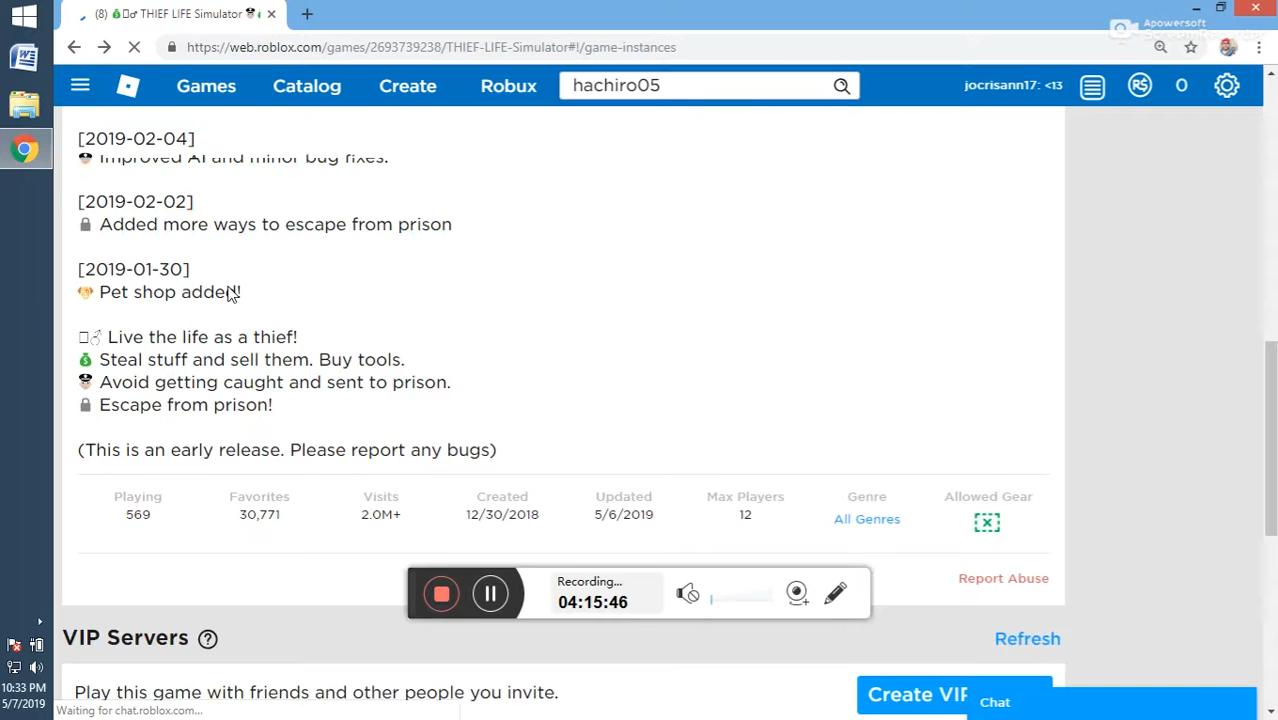 (8) 💰 THIEF LIFE Simulator
Apowersoft
https://web.roblox.com/games/2693739238/THIEF-LIFE-Simulator#!/game-instances
Games Catalog Create Robux hachiro05 jocrisann17: <13 0
[2019-02-04]
Improved AI and minor bug fixes.
[2019-02-02]
🔒 Added more ways to escape from prison
[2019-01-30]
🐶 Pet shop added!
♂ Live the life as a thief!
💰 Steal stuff and sell them. Buy tools.
👮 Avoid getting caught and sent to prison.
🔒 Escape from prison!
(This is an early release. Please report any bugs)
Playing Favorites Visits Created Updated Max Players Genre Allowed Gear
569 30,771 2.0M+ 12/30/2018 5/6/2019 12 All Genres
Report Abuse
Recording...
04:15:46
VIP Servers ? Refresh
Play this game with friends and other people you invite.
Create VIP
Chat
Waiting for chat.roblox.com...
10:33 PM
5/7/2019